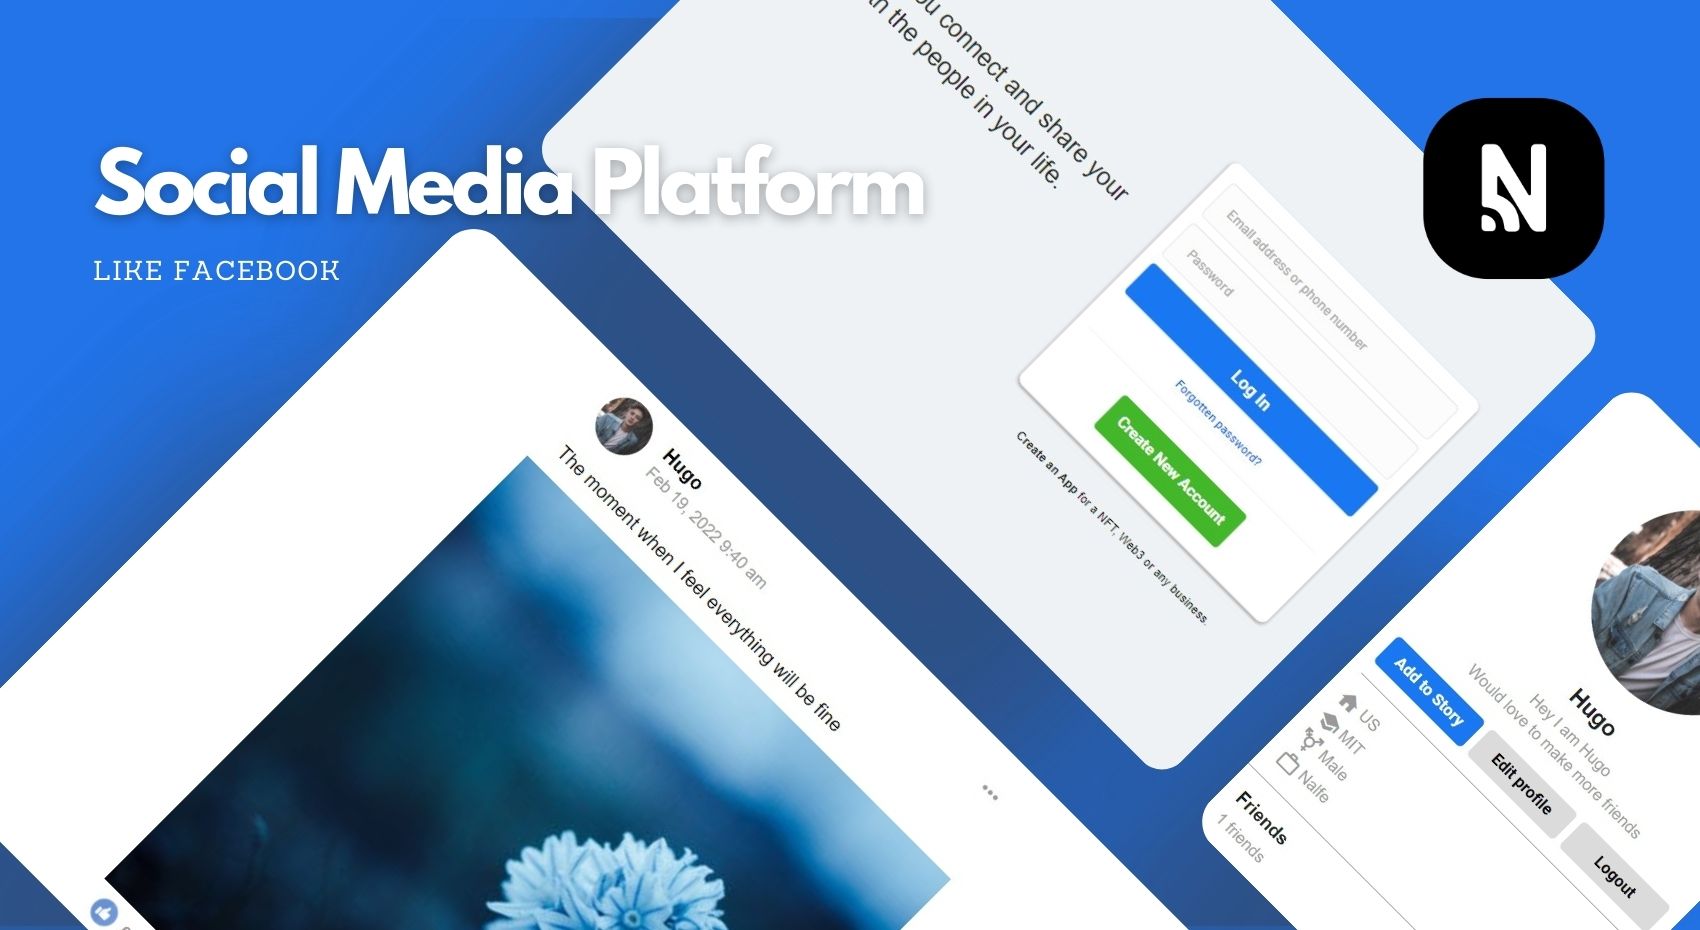 Social Media Platform
LIKE FACEBOOK
connect and share your
the people in your life.
Email address or phone number
Password
Log In
Forgotten password?
Create New Account
Create an App for a NFT, Web3 or any business.
N
Hugo
Feb 19, 2022 9:40 am
The moment when I feel everything will be fine
Hugo
Hey I am Hugo
Would love to make more friends
Add to Story
Edit profile
Logout
US
MIT
Male
Nalfe
Friends
1 friends